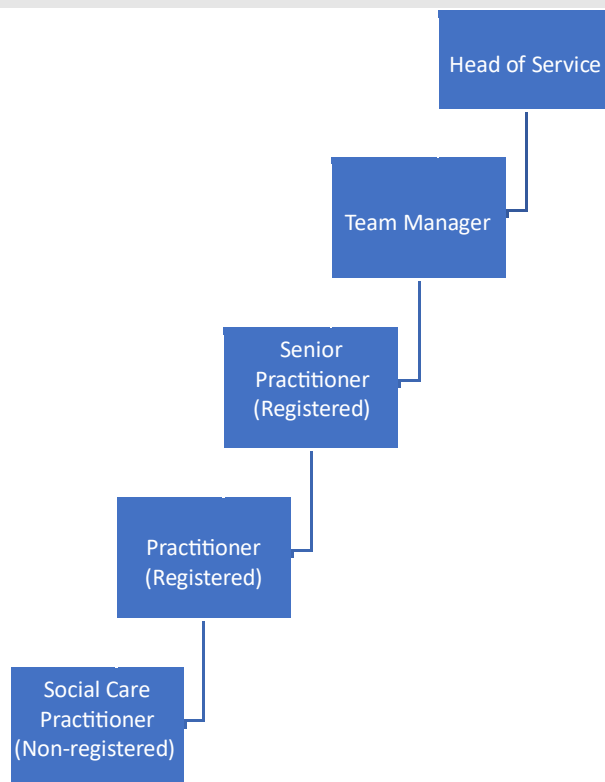 Head of Service
Team Manager
Senior
Practitioner
(Registered)
Practitioner
(Registered)
Social Care
Practitioner
(Non-registered)